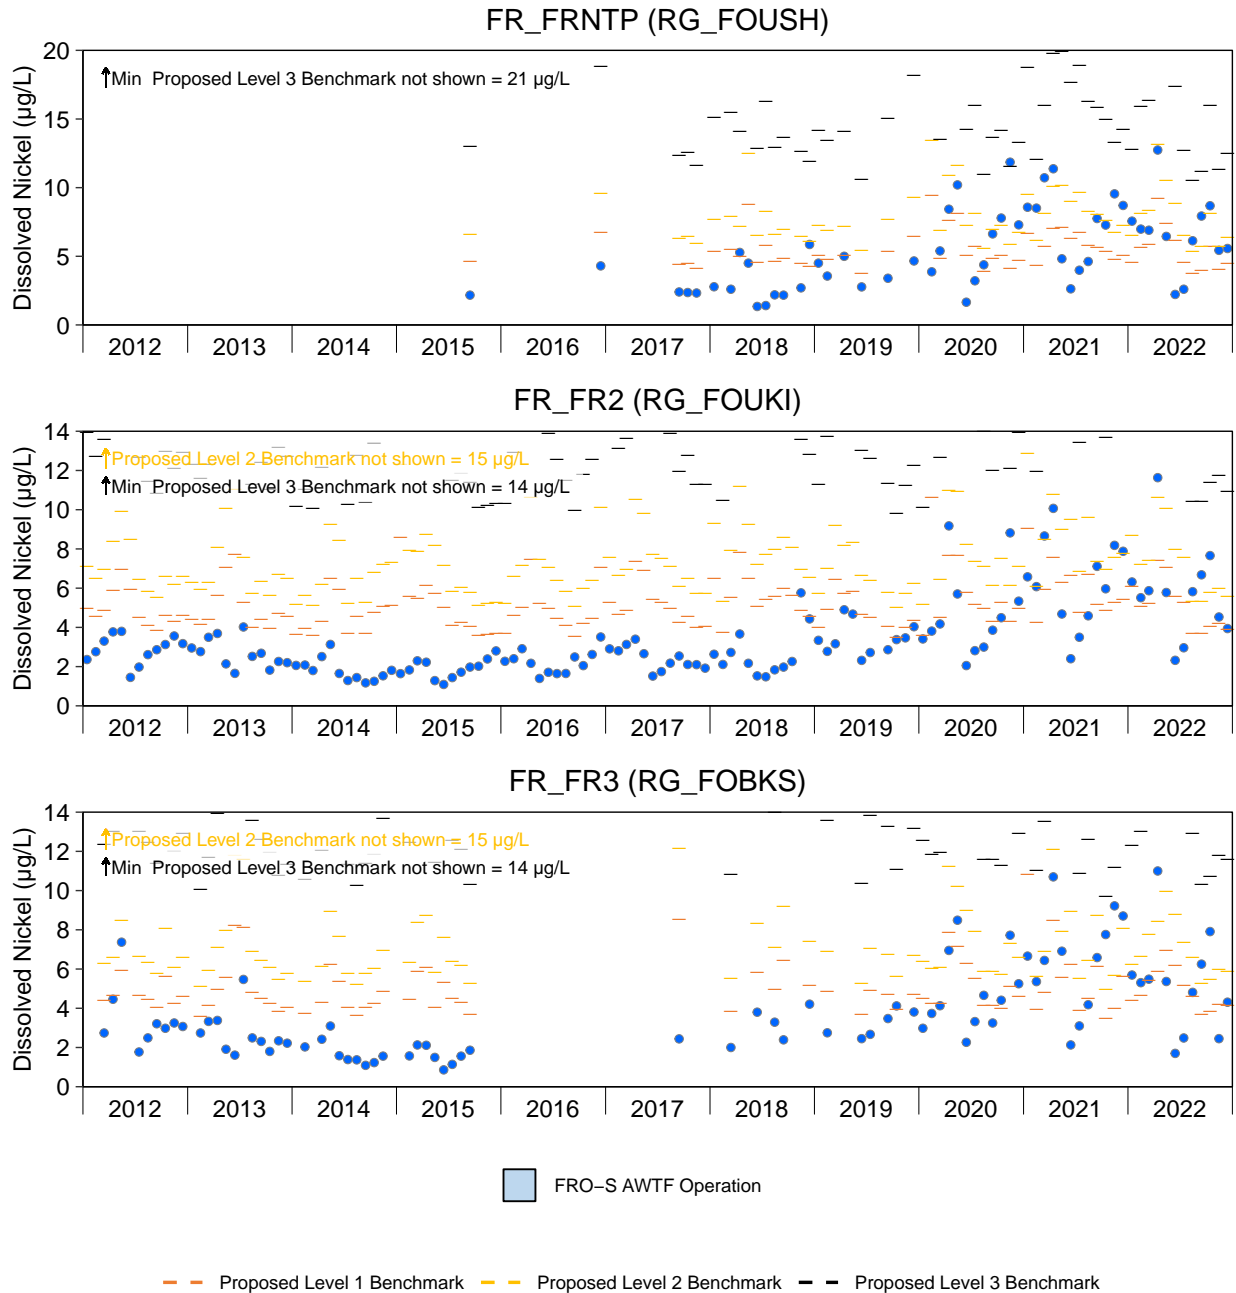 FR_FRNTP (RG_FOUSH)
Dissolved Nickel (µg/L)
20
15
10
5
0
↑Min Proposed Level 3 Benchmark not shown = 21 µg/L
2012 2013 2014 2015 2016 2017 2018 2019 2020 2021 2022
FR_FR2 (RG_FOUKI)
Dissolved Nickel (µg/L)
14
12
10
8
6
4
2
0
↑Proposed Level 2 Benchmark not shown = 15 µg/L
↑Min Proposed Level 3 Benchmark not shown = 14 µg/L
2012 2013 2014 2015 2016 2017 2018 2019 2020 2021 2022
FR_FR3 (RG_FOBKS)
Dissolved Nickel (µg/L)
14
12
10
8
6
4
2
0
↑Proposed Level 2 Benchmark not shown = 15 µg/L
↑Min Proposed Level 3 Benchmark not shown = 14 µg/L
2012 2013 2014 2015 2016 2017 2018 2019 2020 2021 2022
FRO−S AWTF Operation
Proposed Level 1 Benchmark Proposed Level 2 Benchmark Proposed Level 3 Benchmark